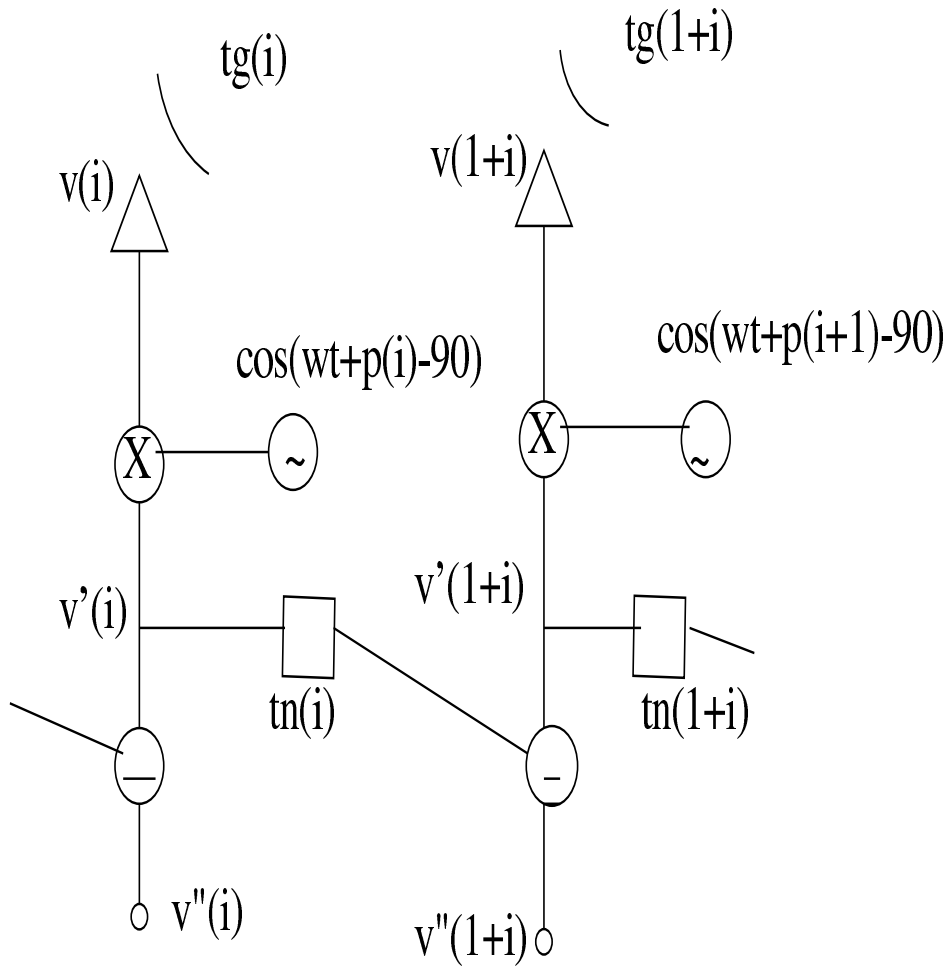 tg(i)
tg(1+i)
v(i)
v(1+i)
cos(wt+p(i)-90)
cos(wt+p(i+1)-90)
X
~
X
~
v'(i)
v'(1+i)
tn(i)
tn(1+i)
—
-
v"(i)
v"(1+i)